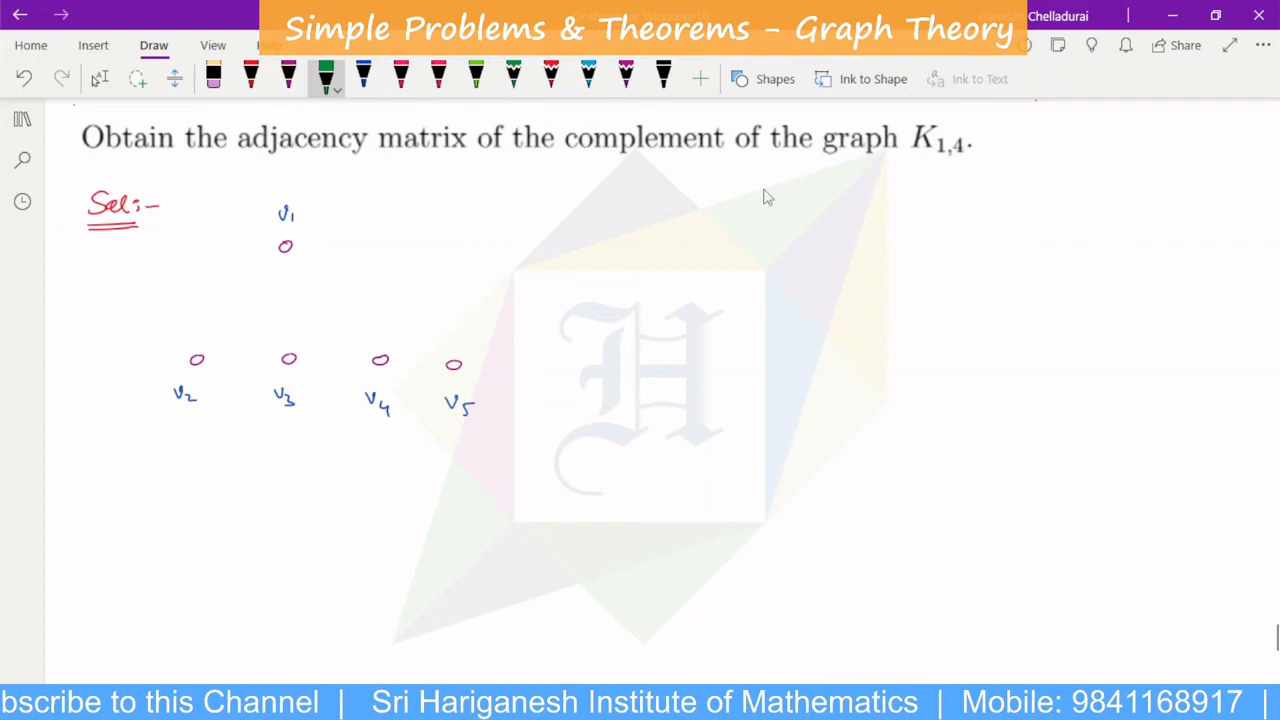 Simple Problems & Theorems - Graph Theory
Chelladurai
Home Insert Draw View
Share
Shapes Ink to Shape Ink to Text
Obtain the adjacency matrix of the complement of the graph K₁,₄.
Sol:-
v₁
v₂ v₃ v₄ v₅
H
bscribe to this Channel | Sri Hariganesh Institute of Mathematics | Mobile: 9841168917 |